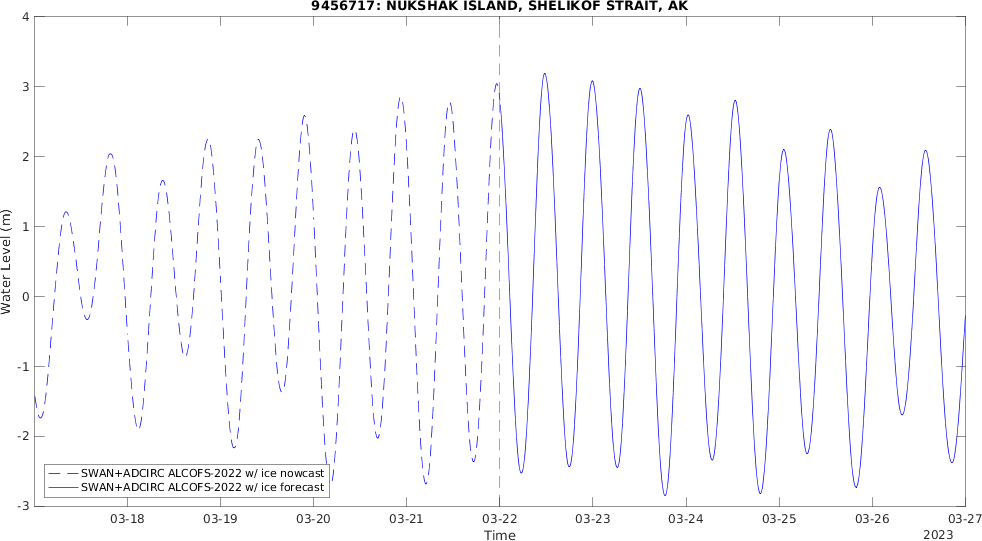 9456717: NUKSHAK ISLAND, SHELIKOF STRAIT, AK
4
3
2
1
0
-1
-2
-3
Water Level (m)
SWAN+ADCIRC ALCOFS-2022 w/ ice nowcast
SWAN+ADCIRC ALCOFS-2022 w/ ice forecast
03-18 03-19 03-20 03-21 03-22 03-23 03-24 03-25 03-26 03-27
Time
2023